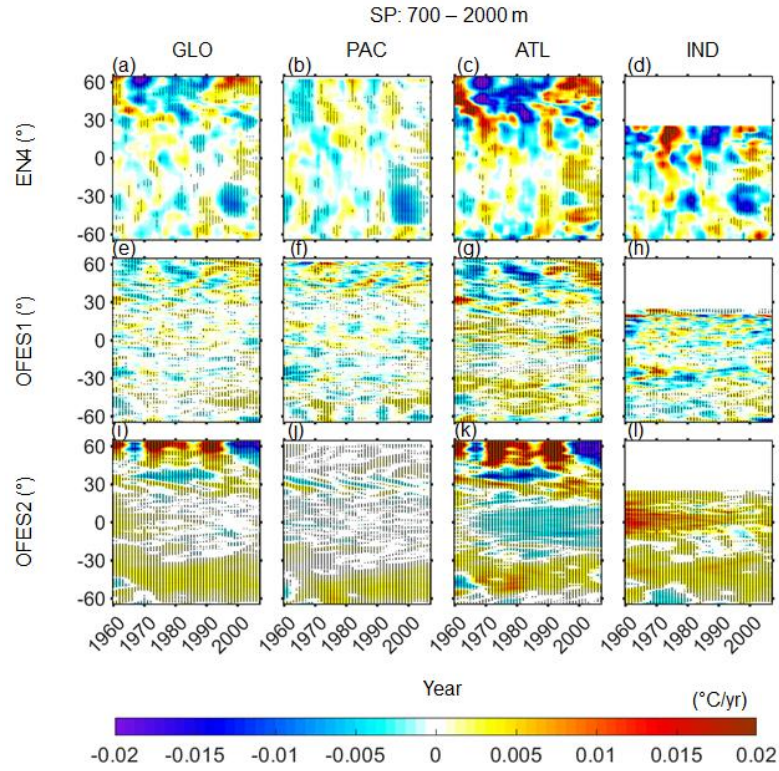 SP: 700 – 2000 m
GLO PAC ATL IND
(a) (b) (c) (d)
60
30
0
-30
-60
EN4 (°)
(e) (f) (g) (h)
60
30
0
-30
-60
OFES1 (°)
(i) (j) (k) (l)
60
30
0
-30
-60
OFES2 (°)
1960 1970 1980 1990 2000 1960 1970 1980 1990 2000 1960 1970 1980 1990 2000 1960 1970 1980 1990 2000
Year
(°C/yr)
-0.02 -0.015 -0.01 -0.005 0 0.005 0.01 0.015 0.02